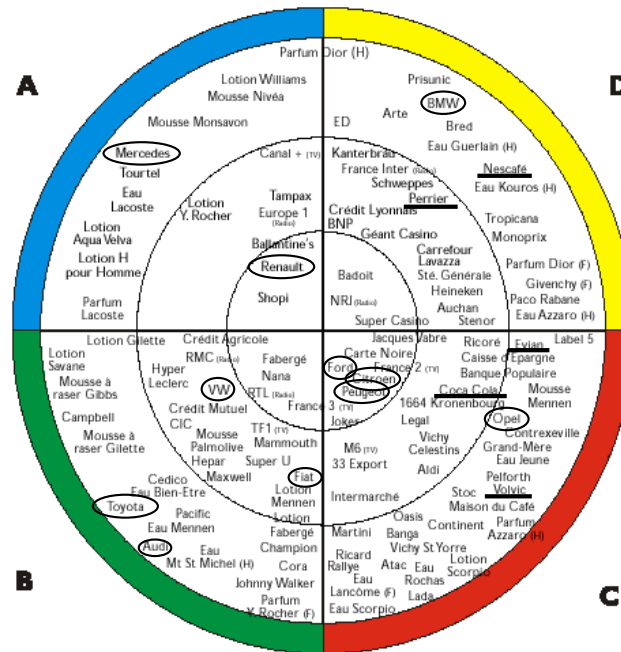 A
D
Parfum Dior (H)
Lotion Williams
Mousse Nivéa
Mousse Monsavon
Mercedes
Tourtel
Eau
Lacoste
Lotion
Aqua Velva
Lotion H
pour Homme
Parfum
Lacoste
Lotion
Y. Rocher
Canal + (TV)
Tampax
Europe 1
(Radio)
Ballantine's
Renault
Shopi
Prisunic
BMW
Arte
ED
Bred
Eau Guerlain (H)
Kanterbräu
France Inter (Radio)
Schweppes
Nescafé
Perrier
Eau Kouros (H)
Crédit Lyonnais
BNP
Tropicana
Géant Casino
Monoprix
Carrefour
Lavazza
Badoit
Sté. Générale
Parfum Dior (F)
Heineken
Givenchy (F)
NRJ (Radio)
Auchan
Paco Rabane
Super Casino
Stenor
Eau Azzaro (H)
Lotion Gilette
Crédit Agricole
Lotion
Savane
RMC (Radio)
Fabergé
Hyper
Leclerc
Nana
Mousse à
raser Gibbs
VW
RTL (Radio)
Crédit Mutuel
France 3 (TV)
Campbell
CIC
TF1 (TV)
Mousse à
raser Gilette
Mousse
Palmolive
Mammouth
Hepar
Super U
Maxwell
Fiat
Cedico
Eau Bien-Etre
Lotion
Mennen
Toyota
Pacific
Eau Mennen
Lotion
Fabergé
Audi
Eau
Mt St Michel (H)
Champion
Cora
Johnny Walker
Parfum
Y. Rocher (F)
Jacques Vabre
Ricoré
Evian
Label 5
Carte Noire
Caisse d'Epargne
Ford
France 2 (TV)
Banque Populaire
Citroen
Peugeot
Coca Cola
Mousse
Mennen
1664 Kronenbourg
Jokes
Legal
Opel
Contrexeville
Vichy
Celestins
Grand-Mère
M6 (TV)
Eau Jeune
33 Export
Aldi
Pelforth
Volvic
Intermarché
Stoc
Maison du Café
Oasis
Continent
Parfum
Azzaro (H)
Martini
Banga
Vichy St Yorre
Ricard
Rallye
Atac
Eau
Rochas
Lotion
Scorpio
Eau
Lancôme (F)
Lada
Eau Scorpio
B
C